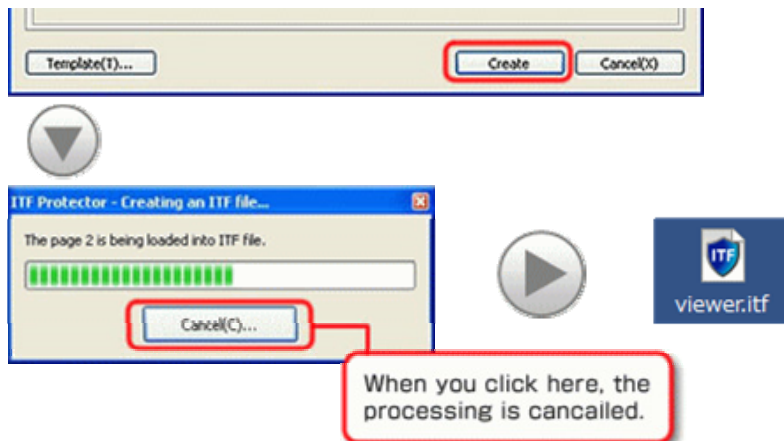 Template(T)...
Create
Cancel(X)
ITF Protector - Creating an ITF file...
The page 2 is being loaded into ITF file.
Cancel(C)...
ITF
viewer.itf
When you click here, the
processing is cancailed.